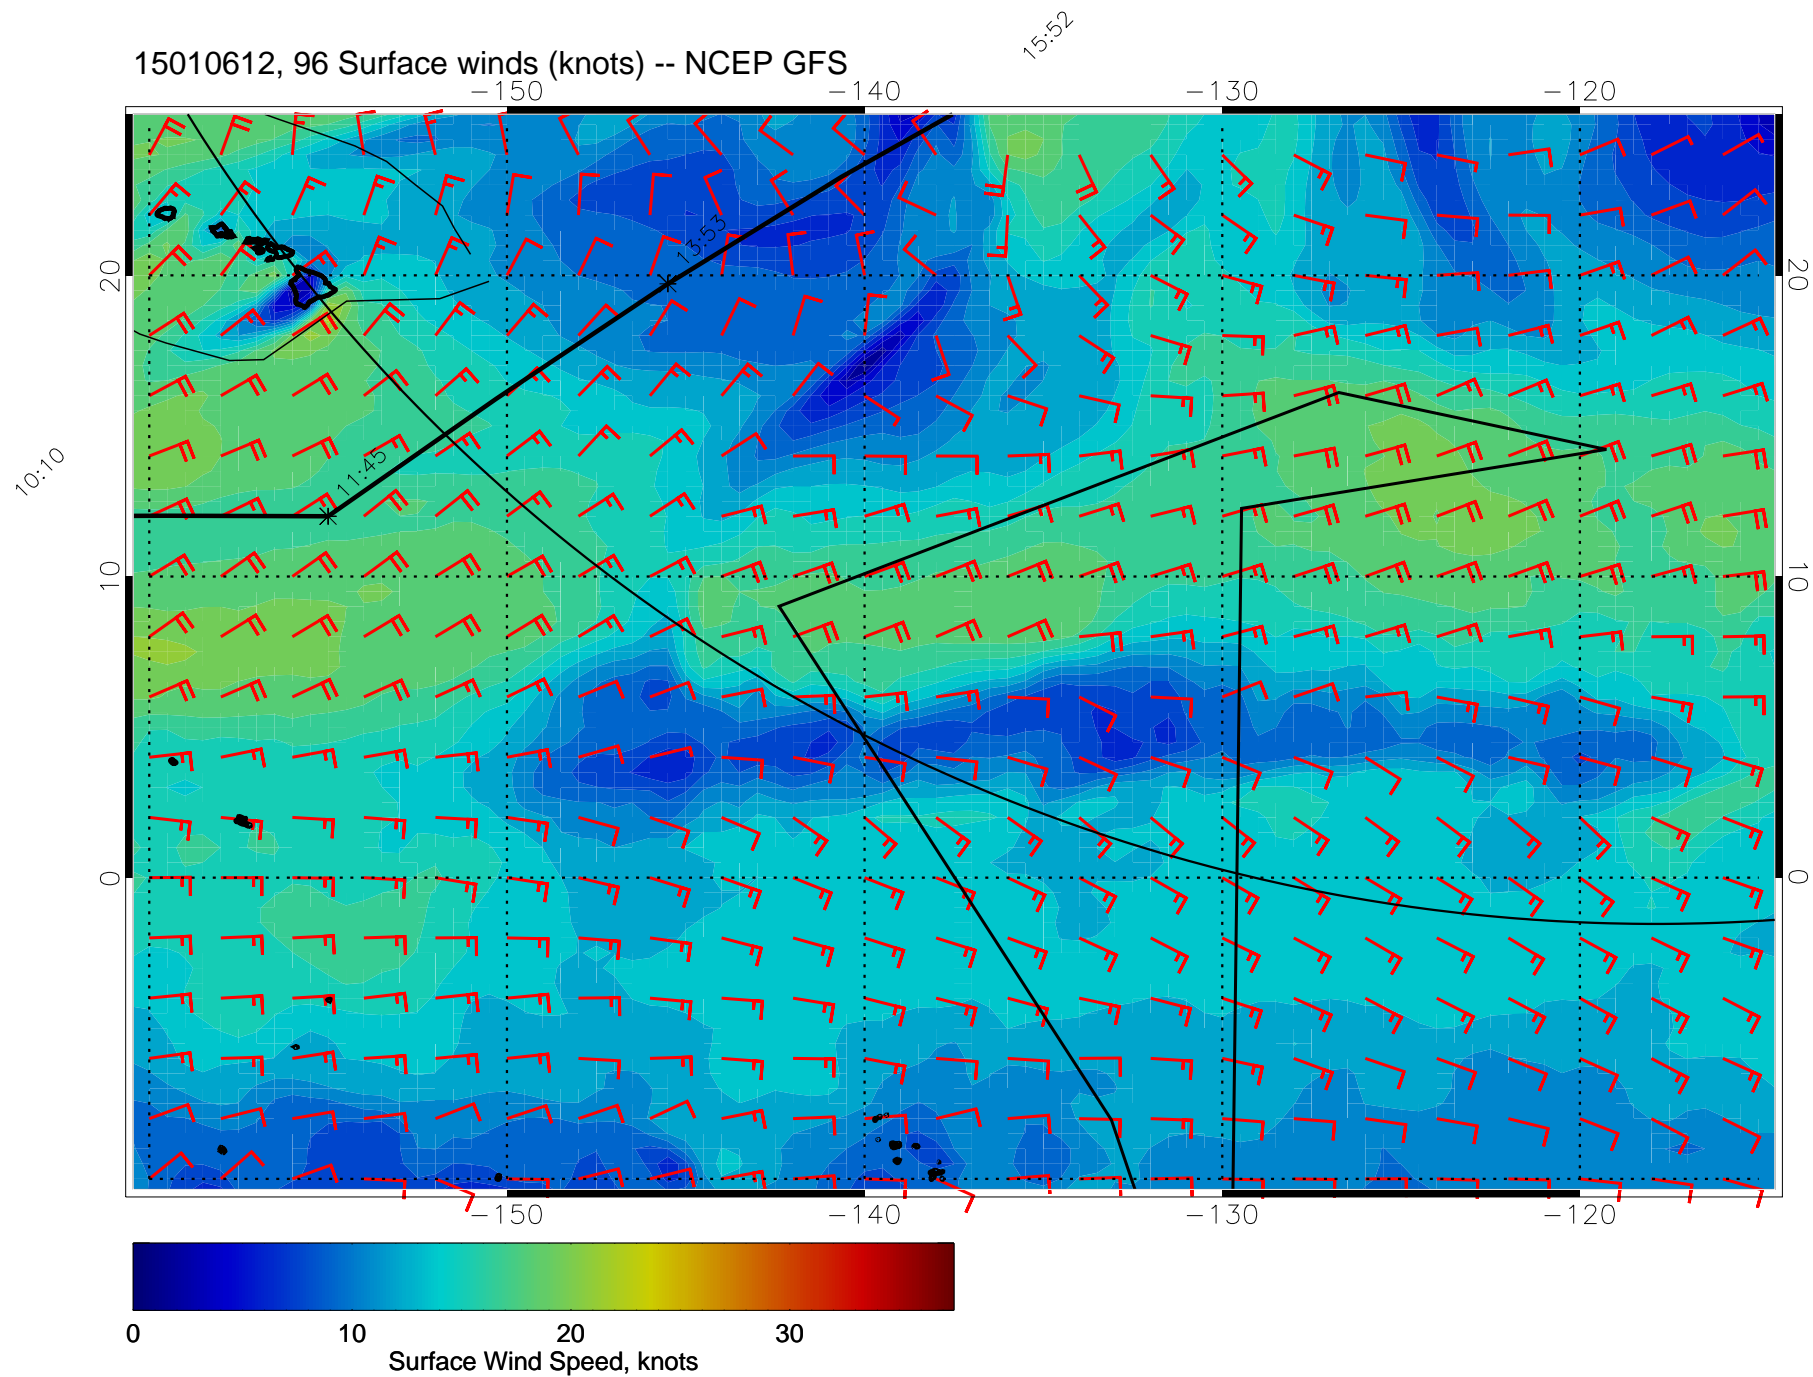 15:52
15010612, 96 Surface winds (knots) -- NCEP GFS
−150 −140 −130 −120
20 20
13:53
10:10
11:45
10 10
0 0
−150 −140 −130 −120
0 10 20 30
Surface Wind Speed, knots